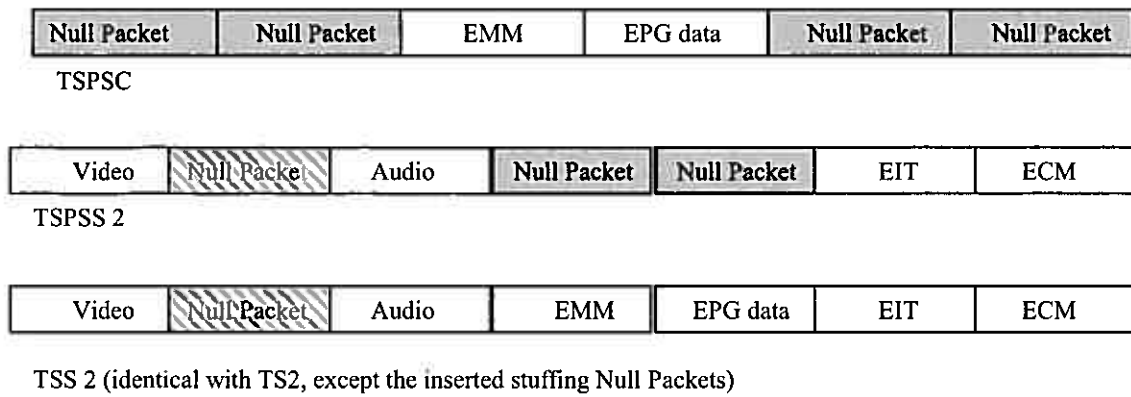 Null Packet Null Packet EMM EPG data Null Packet Null Packet
TSPSC
Video Null Packet Audio Null Packet Null Packet EIT ECM
TSPSS 2
Video Null Packet Audio EMM EPG data EIT ECM
TSS 2 (identical with TS2, except the inserted stuffing Null Packets)